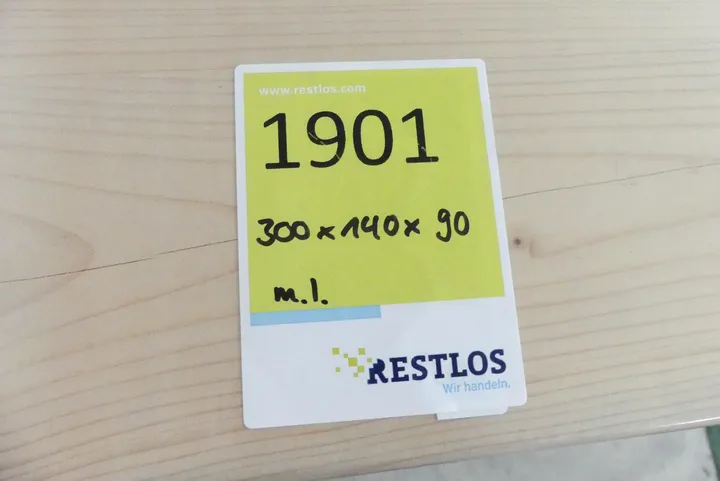 www.restlos.com
1901
300 x 140 x 90
m.l.
RESTLOS
Wir handeln.